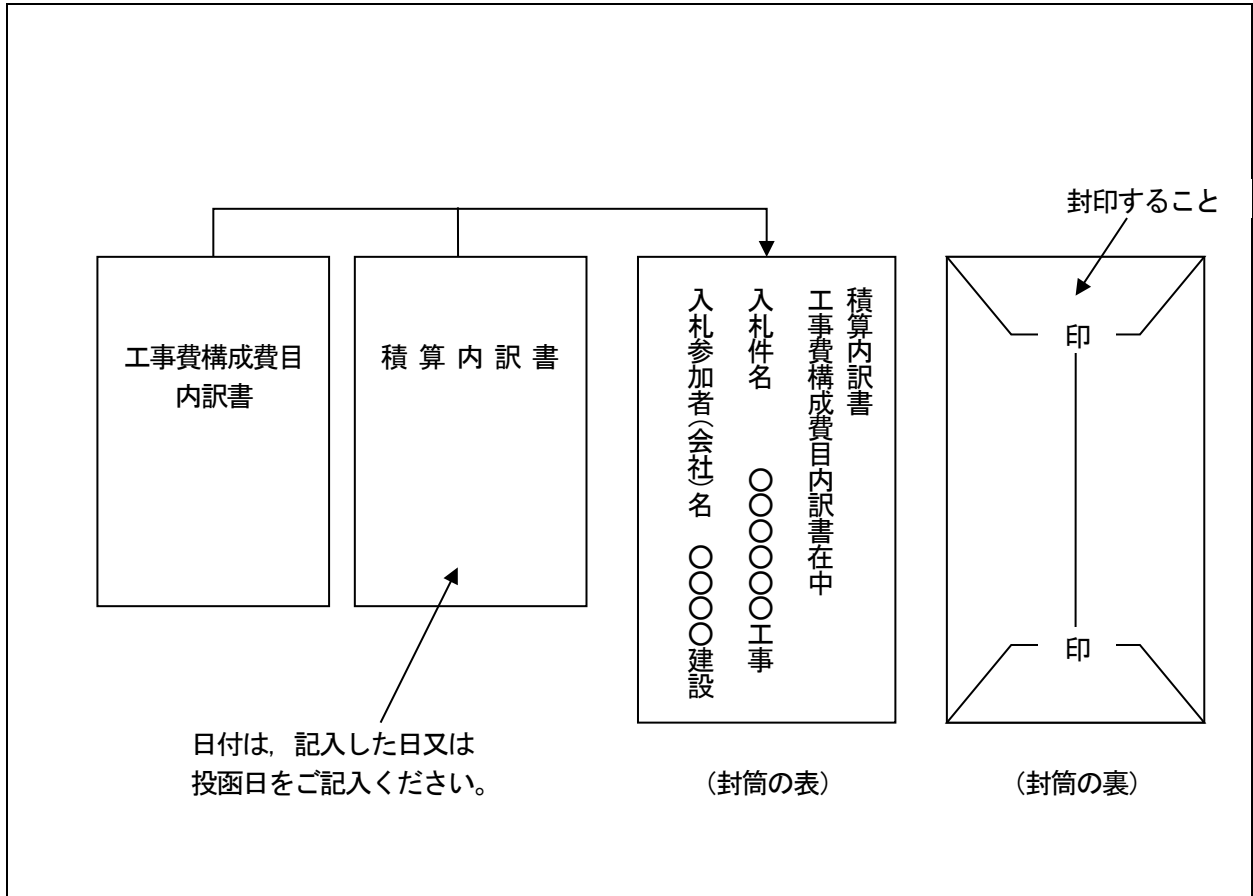 封印すること
工事費構成費目
内訳書
積算内訳書
積算内訳書
工事費構成費目内訳書在中
入札件名　〇〇〇〇〇〇工事
入札参加者（会社）名　〇〇〇〇建設
印
印
日付は，記入した日又は
投函日をご記入ください。
（封筒の表）
（封筒の裏）